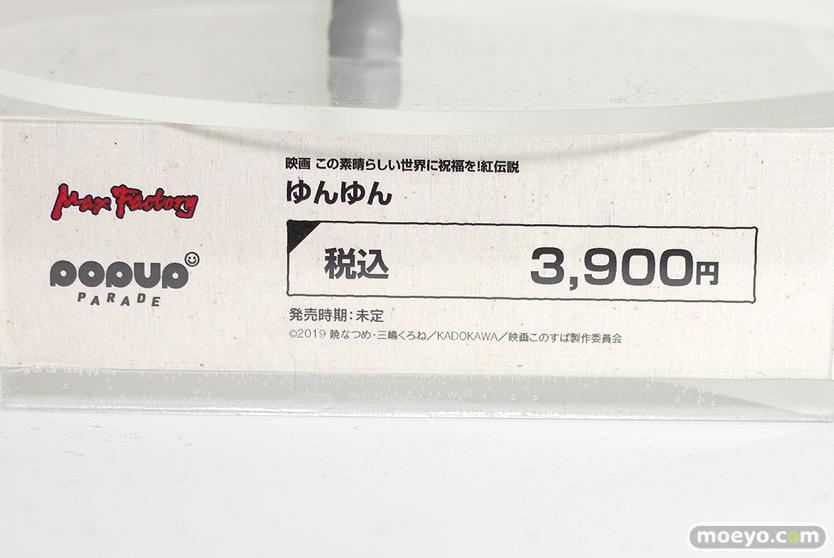 映画 この素晴らしい世界に祝福を!紅伝説
ゆんゆん
Max Factory
税込 3,900円
POPUP
PARADE
発売時期:未定
©2019 暁なつめ・三嶋くろね/KADOKAWA/映画このすば製作委員会
moeyo.com